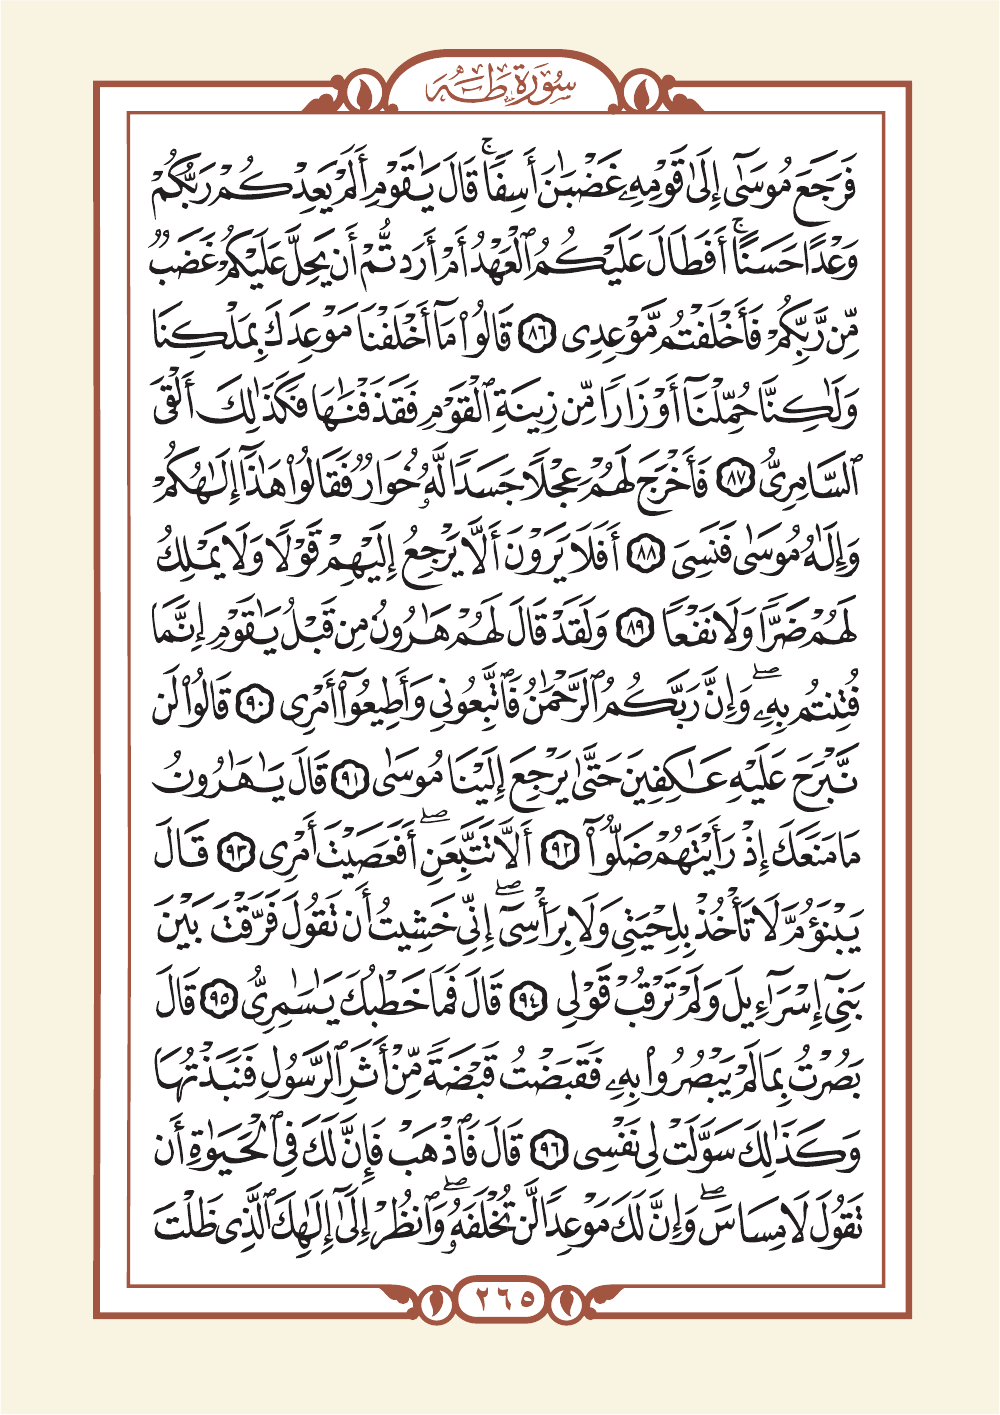 سُورَةُ طه
فَرَجَعَ مُوسَىٰٓ إِلَىٰ قَوْمِهِۦ غَضْبَٰنَ أَسِفًاۚ قَالَ يَٰقَوْمِ أَلَمْ يَعِدْكُمْ رَبُّكُمْ
وَعْدًا حَسَنًاۚ أَفَطَالَ عَلَيْكُمُ ٱلْعَهْدُ أَمْ أَرَدتُّمْ أَن يَحِلَّ عَلَيْكُمْ غَضَبٌ
مِّن رَّبِّكُمْ فَأَخْلَفْتُم مَّوْعِدِى ٨٦ قَالُوا۟ مَآ أَخْلَفْنَا مَوْعِدَكَ بِمَلْكِنَا
وَلَٰكِنَّا حُمِّلْنَآ أَوْزَارًا مِّن زِينَةِ ٱلْقَوْمِ فَقَذَفْنَٰهَا فَكَذَٰلِكَ أَلْقَى
ٱلسَّامِرِىُّ ٨٧ فَأَخْرَجَ لَهُمْ عِجْلًا جَسَدًا لَّهُۥ خُوَارٌ فَقَالُوا۟ هَٰذَآ إِلَٰهُكُمْ
وَإِلَٰهُ مُوسَىٰ فَنَسِىَ ٨٨ أَفَلَا يَرَوْنَ أَلَّا يَرْجِعُ إِلَيْهِمْ قَوْلًا وَلَا يَمْلِكُ
لَهُمْ ضَرًّا وَلَا نَفْعًا ٨٩ وَلَقَدْ قَالَ لَهُمْ هَٰرُونُ مِن قَبْلُ يَٰقَوْمِ إِنَّمَا
فُتِنتُم بِهِۦۖ وَإِنَّ رَبَّكُمُ ٱلرَّحْمَٰنُ فَٱتَّبِعُونِى وَأَطِيعُوٓا۟ أَمْرِى ٩٠ قَالُوا۟ لَن
نَّبْرَحَ عَلَيْهِ عَٰكِفِينَ حَتَّىٰ يَرْجِعَ إِلَيْنَا مُوسَىٰ ٩١ قَالَ يَٰهَٰرُونُ
مَا مَنَعَكَ إِذْ رَأَيْتَهُمْ ضَلُّوٓا۟ ٩٢ أَلَّا تَتَّبِعَنِۖ أَفَعَصَيْتَ أَمْرِى ٩٣ قَالَ
يَبْنَؤُمَّ لَا تَأْخُذْ بِلِحْيَتِى وَلَا بِرَأْسِىٓۖ إِنِّى خَشِيتُ أَن تَقُولَ فَرَّقْتَ بَيْنَ
بَنِىٓ إِسْرَٰٓءِيلَ وَلَمْ تَرْقُبْ قَوْلِى ٩٤ قَالَ فَمَا خَطْبُكَ يَٰسَٰمِرِىُّ ٩٥ قَالَ
بَصُرْتُ بِمَا لَمْ يَبْصُرُوا۟ بِهِۦ فَقَبَضْتُ قَبْضَةً مِّنْ أَثَرِ ٱلرَّسُولِ فَنَبَذْتُهَا
وَكَذَٰلِكَ سَوَّلَتْ لِى نَفْسِى ٩٦ قَالَ فَٱذْهَبْ فَإِنَّ لَكَ فِى ٱلْحَيَوٰةِ أَن
تَقُولَ لَا مِسَاسَۖ وَإِنَّ لَكَ مَوْعِدًا لَّن تُخْلَفَهُۥۖ وَٱنظُرْ إِلَىٰٓ إِلَٰهِكَ ٱلَّذِى ظَلْتَ
٢٦٥